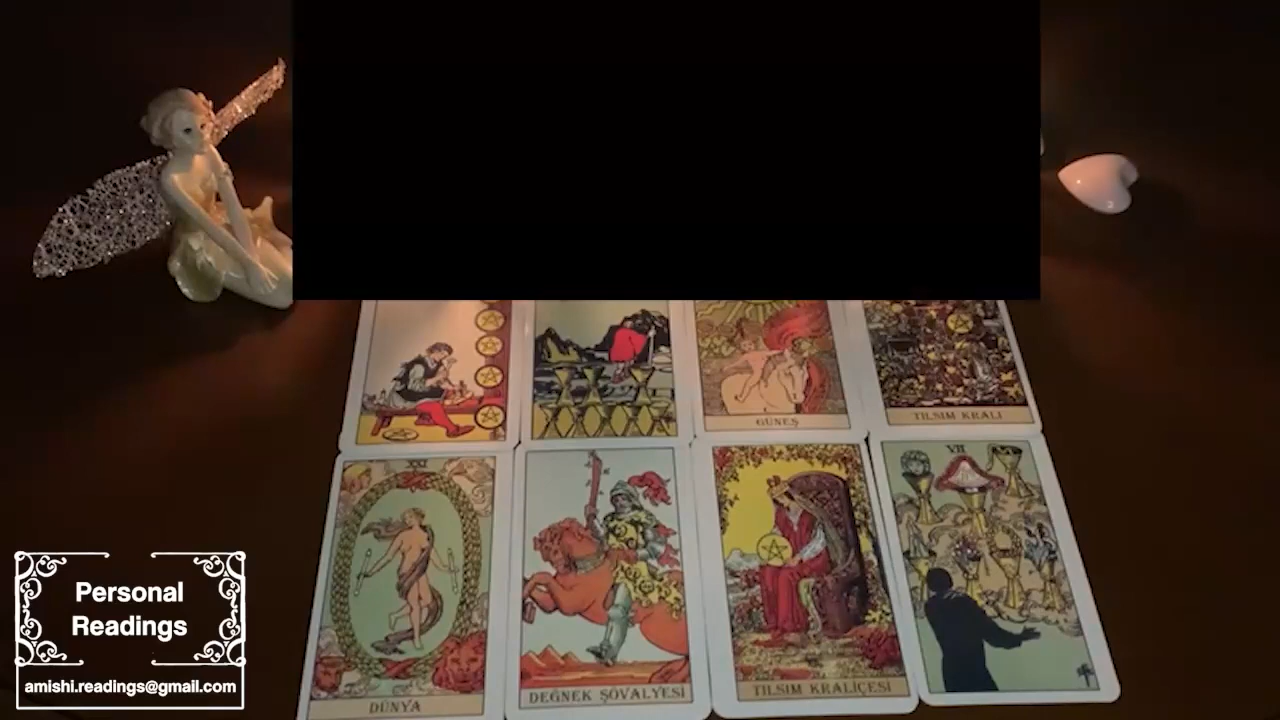 GÜNEŞ
TILSIM KRALI
XXI
VII
DÜNYA
DEĞNEK ŞÖVALYESİ
TILSIM KRALİÇESİ
Personal
Readings
amishi.readings@gmail.com